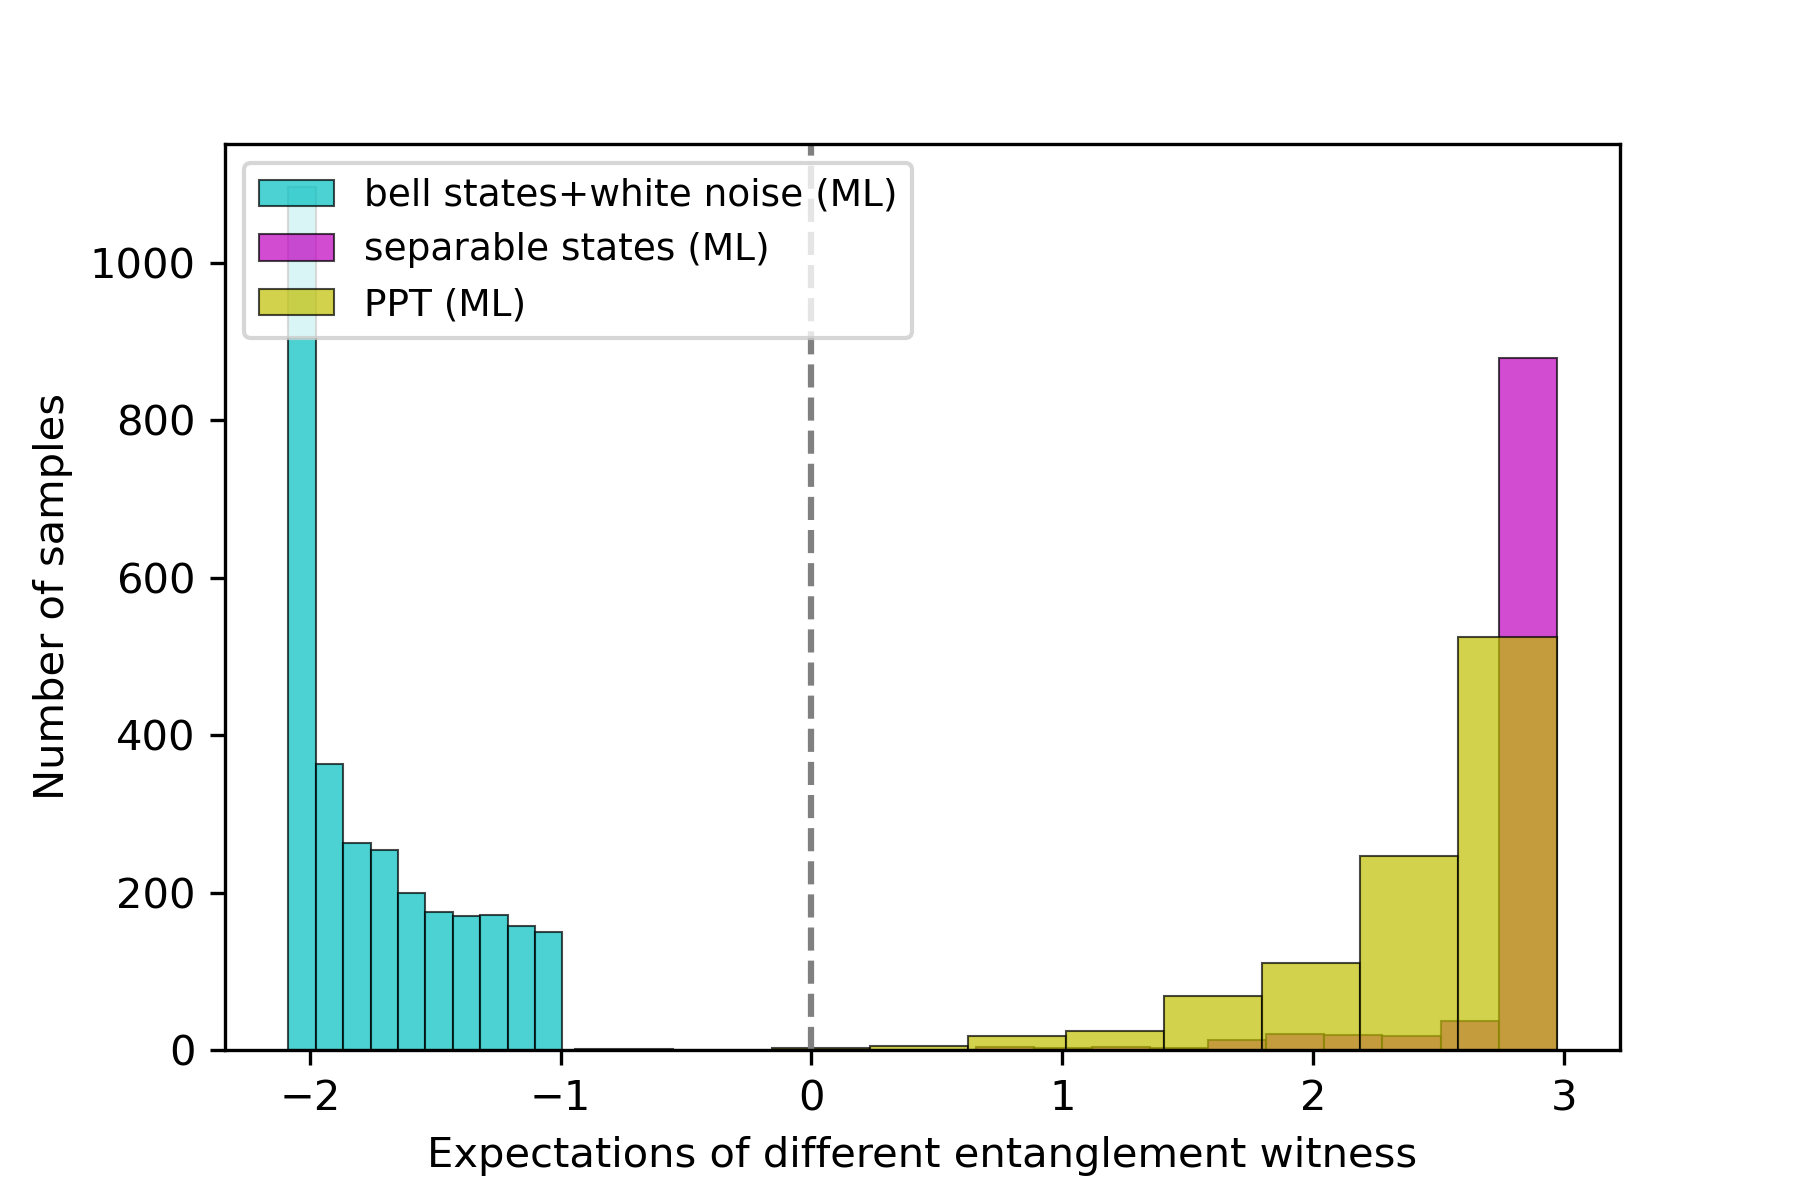 bell states+white noise (ML)
separable states (ML)
PPT (ML)
1000
800
600
400
200
0
−2
−1
0
1
2
3
Number of samples
Expectations of different entanglement witness